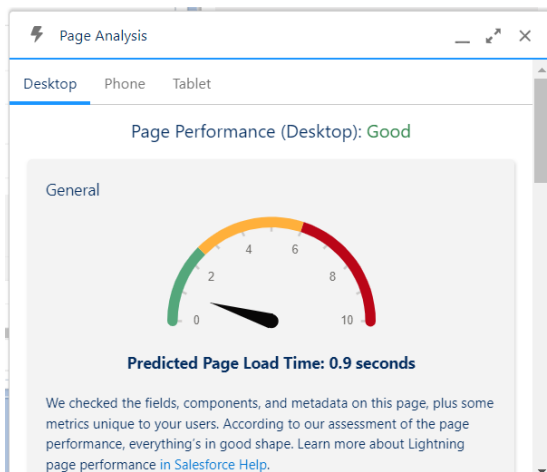 Page Analysis
Desktop Phone Tablet
Page Performance (Desktop): Good
General
0 2 4 6 8 10
Predicted Page Load Time: 0.9 seconds
We checked the fields, components, and metadata on this page, plus some
metrics unique to your users. According to our assessment of the page
performance, everything's in good shape. Learn more about Lightning
page performance in Salesforce Help.